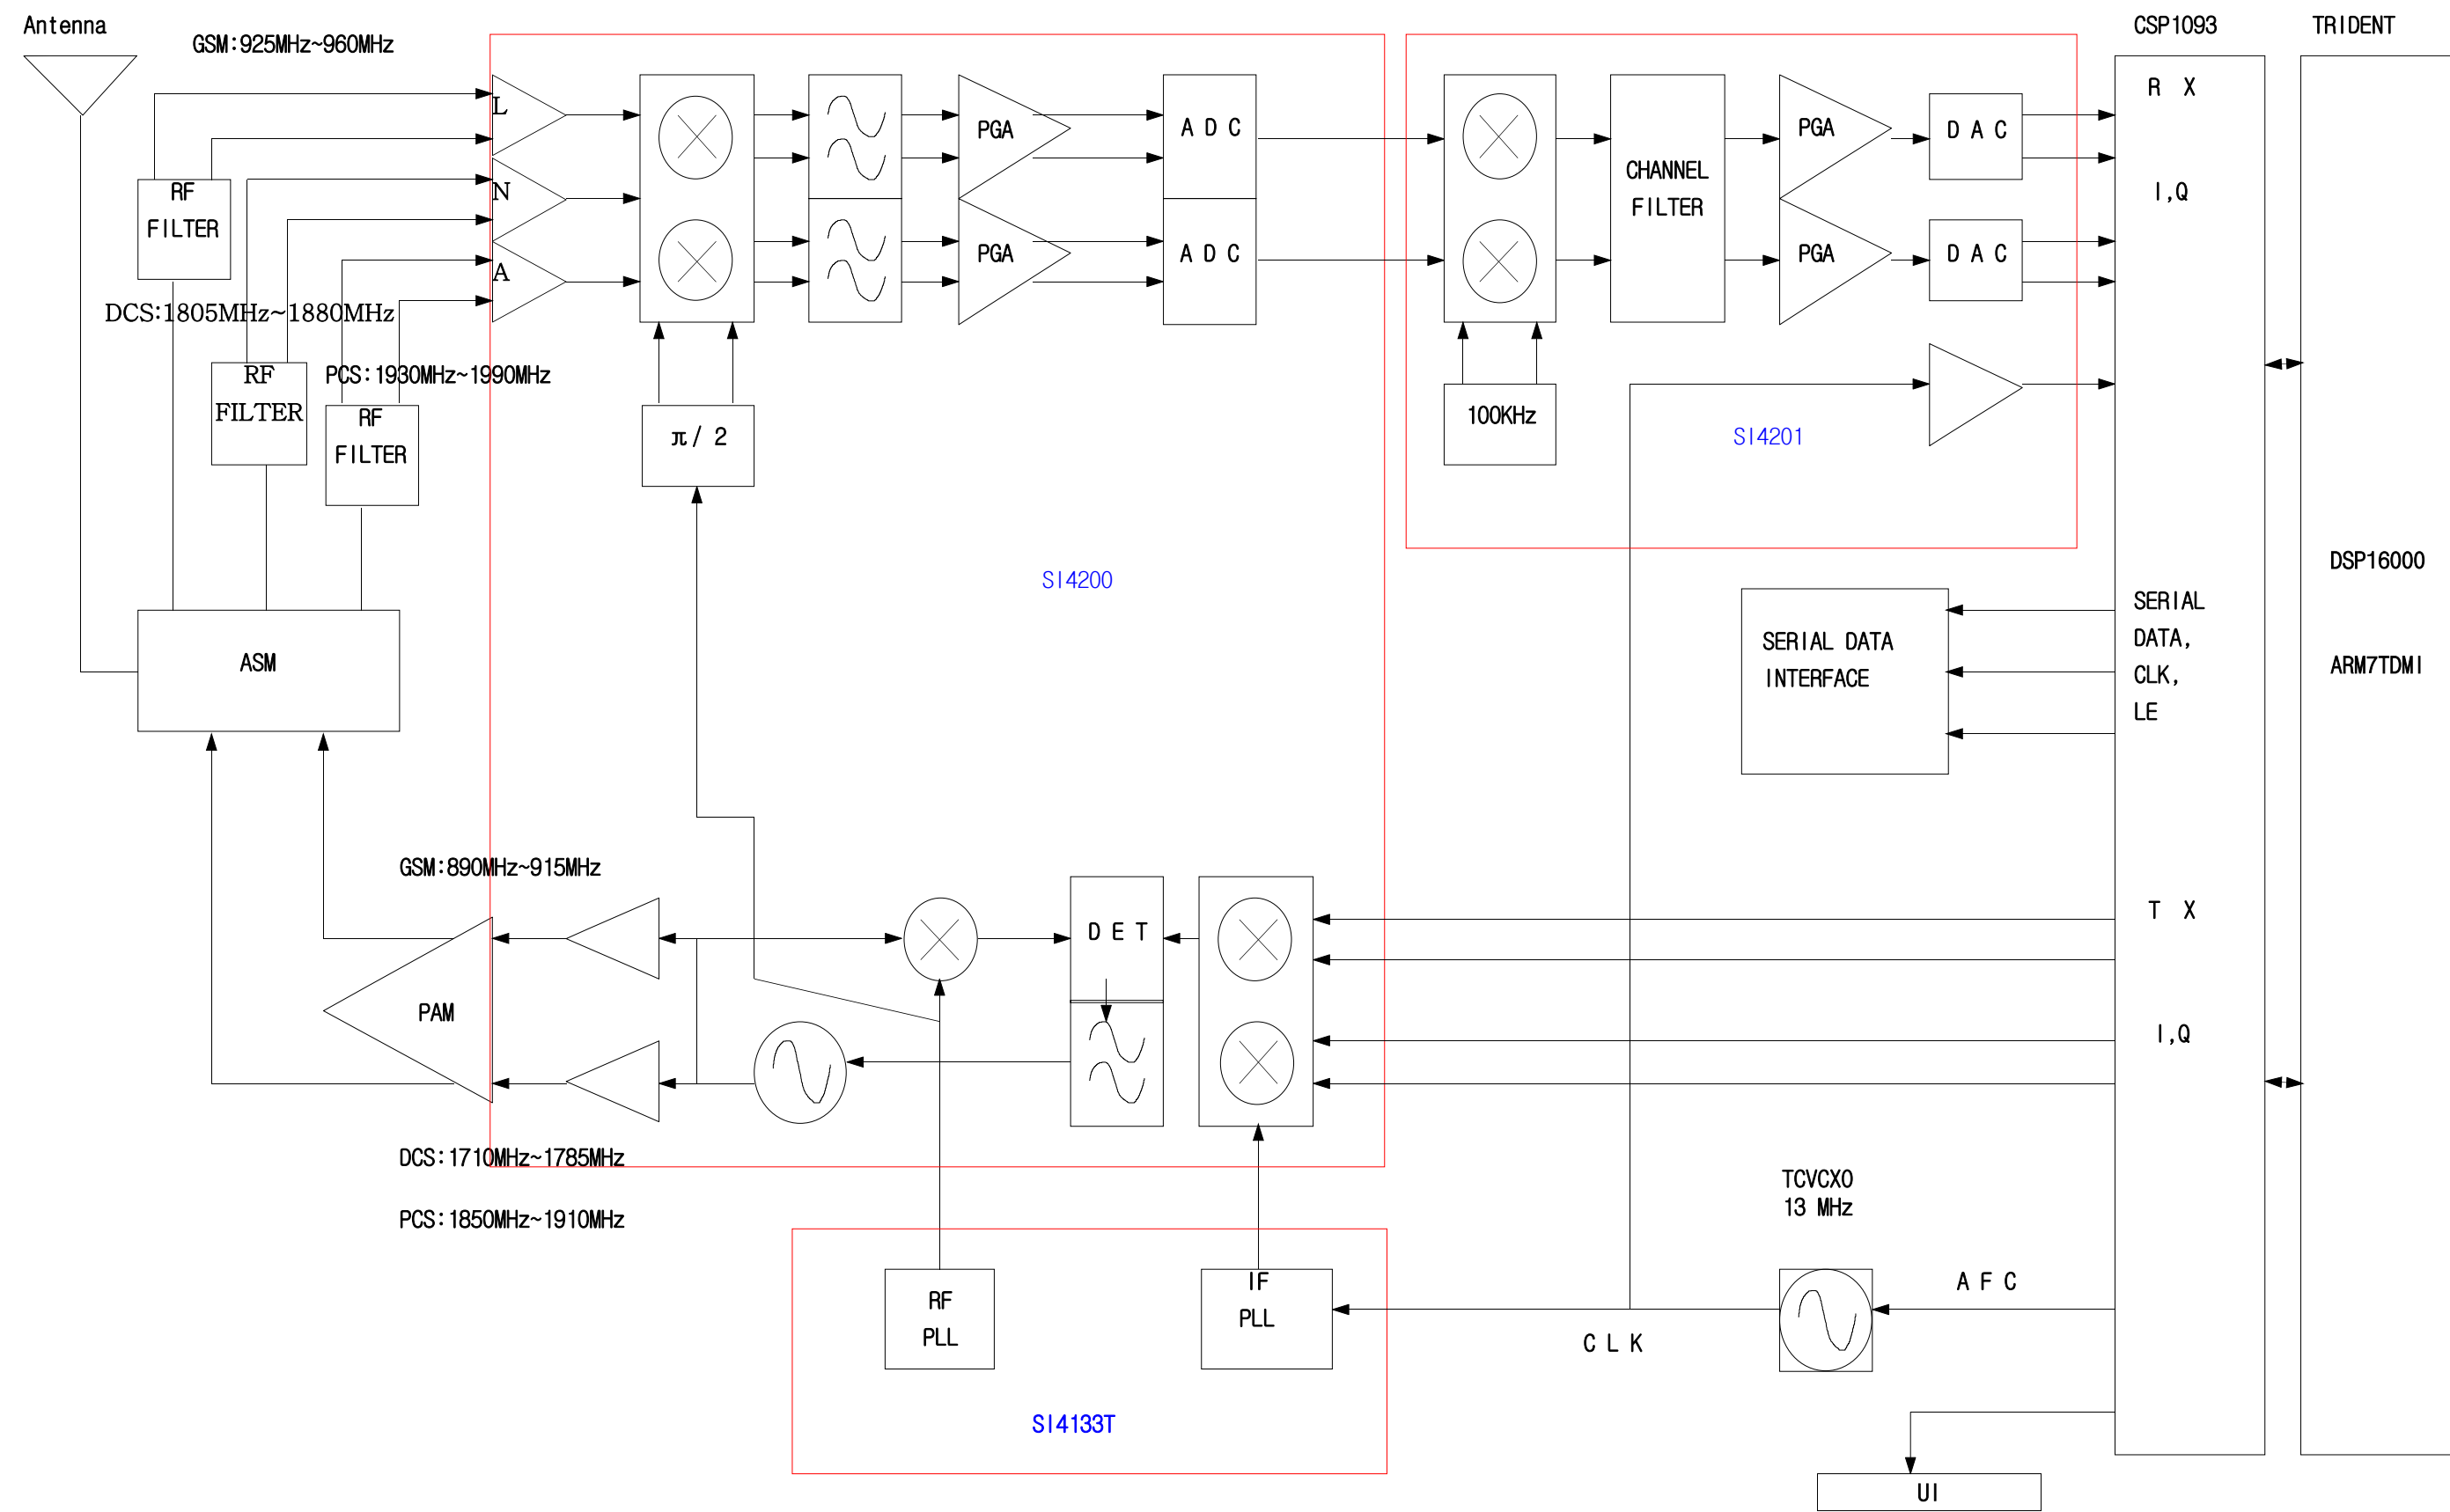 Antenna
GSM:925MHz~960MHz
CSP1093
TRIDENT
L
N
A
PGA
PGA
A D C
A D C
CHANNEL
FILTER
PGA
PGA
D A C
D A C
R X
I,Q
RF
FILTER
DCS:1805MHz~1880MHz
RF
FILTER
PCS:1930MHz~1990MHz
RF
FILTER
π/ 2
100KHz
SI4201
SI4200
DSP16000
ARM7TDMI
SERIAL
DATA,
CLK,
LE
SERIAL DATA
INTERFACE
ASM
GSM:890MHz~915MHz
D E T
T X
I,Q
PAM
DCS:1710MHz~1785MHz
PCS:1850MHz~1910MHz
TCVCXO
13 MHz
RF
PLL
IF
PLL
A F C
C L K
SI4133T
UI